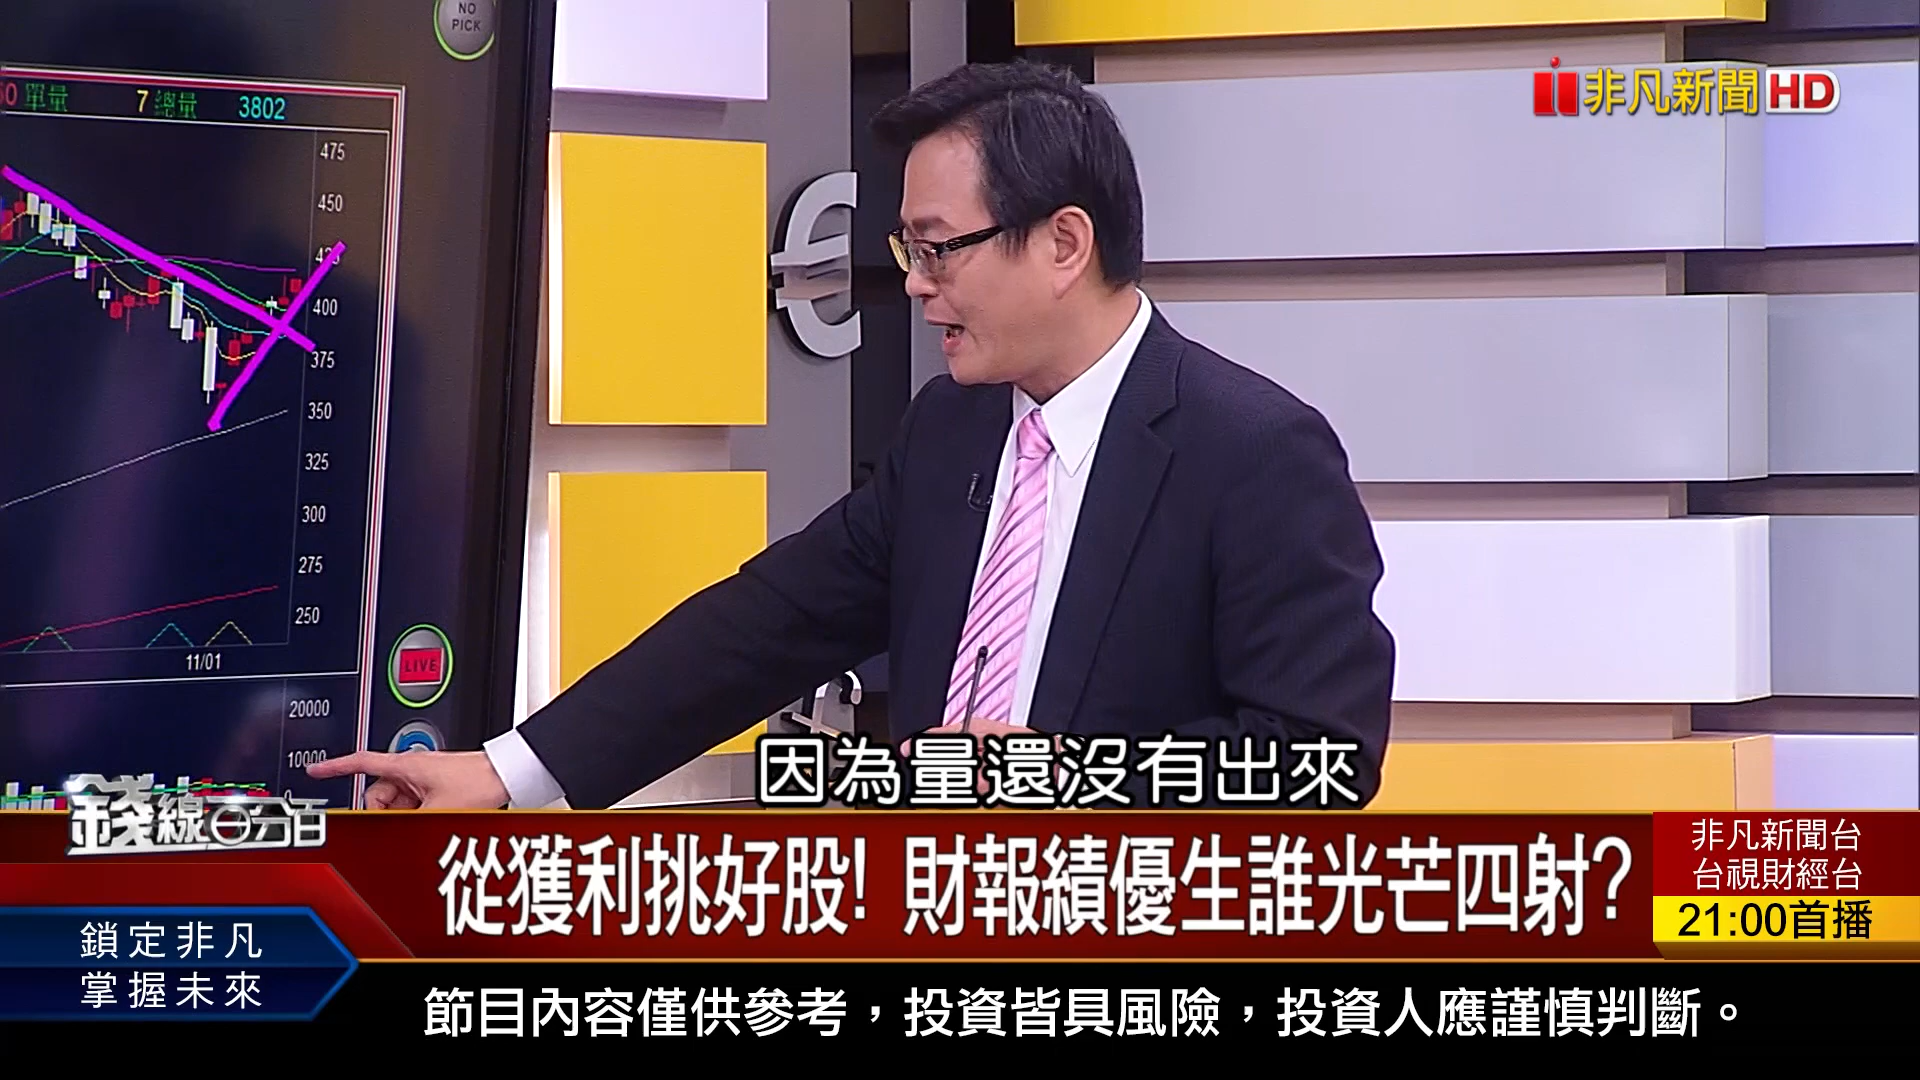 NO
PICK
單量 7 總量 3802
475
450
400
375
350
325
300
275
250
11/01
LIVE
20000
10000
非凡新聞HD
因為量還沒有出來
錢線百分百
從獲利挑好股! 財報績優生誰光芒四射?
非凡新聞台
台視財經台
21:00首播
鎖定非凡
掌握未來
節目內容僅供參考，投資皆具風險，投資人應謹慎判斷。